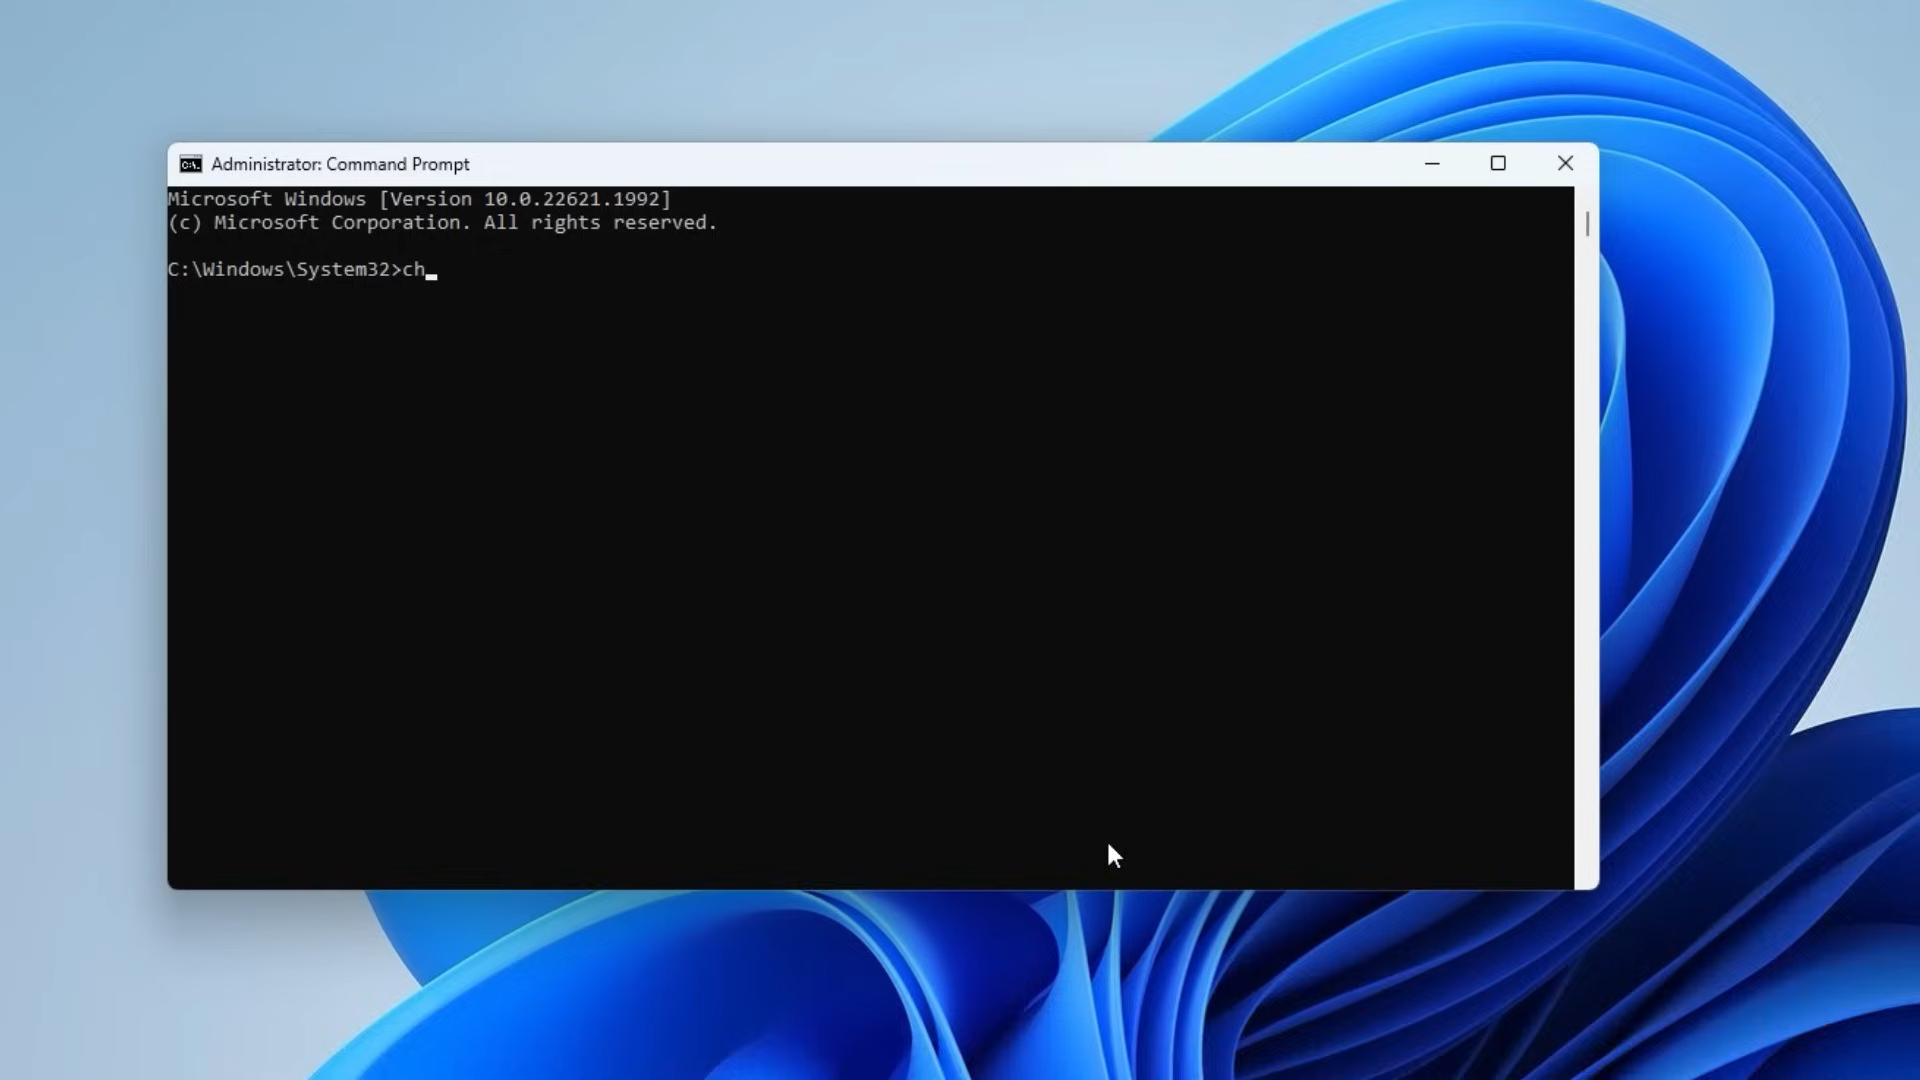 Administrator: Command Prompt
Microsoft Windows [Version 10.0.22621.1992]
(c) Microsoft Corporation. All rights reserved.
C:\Windows\System32>ch